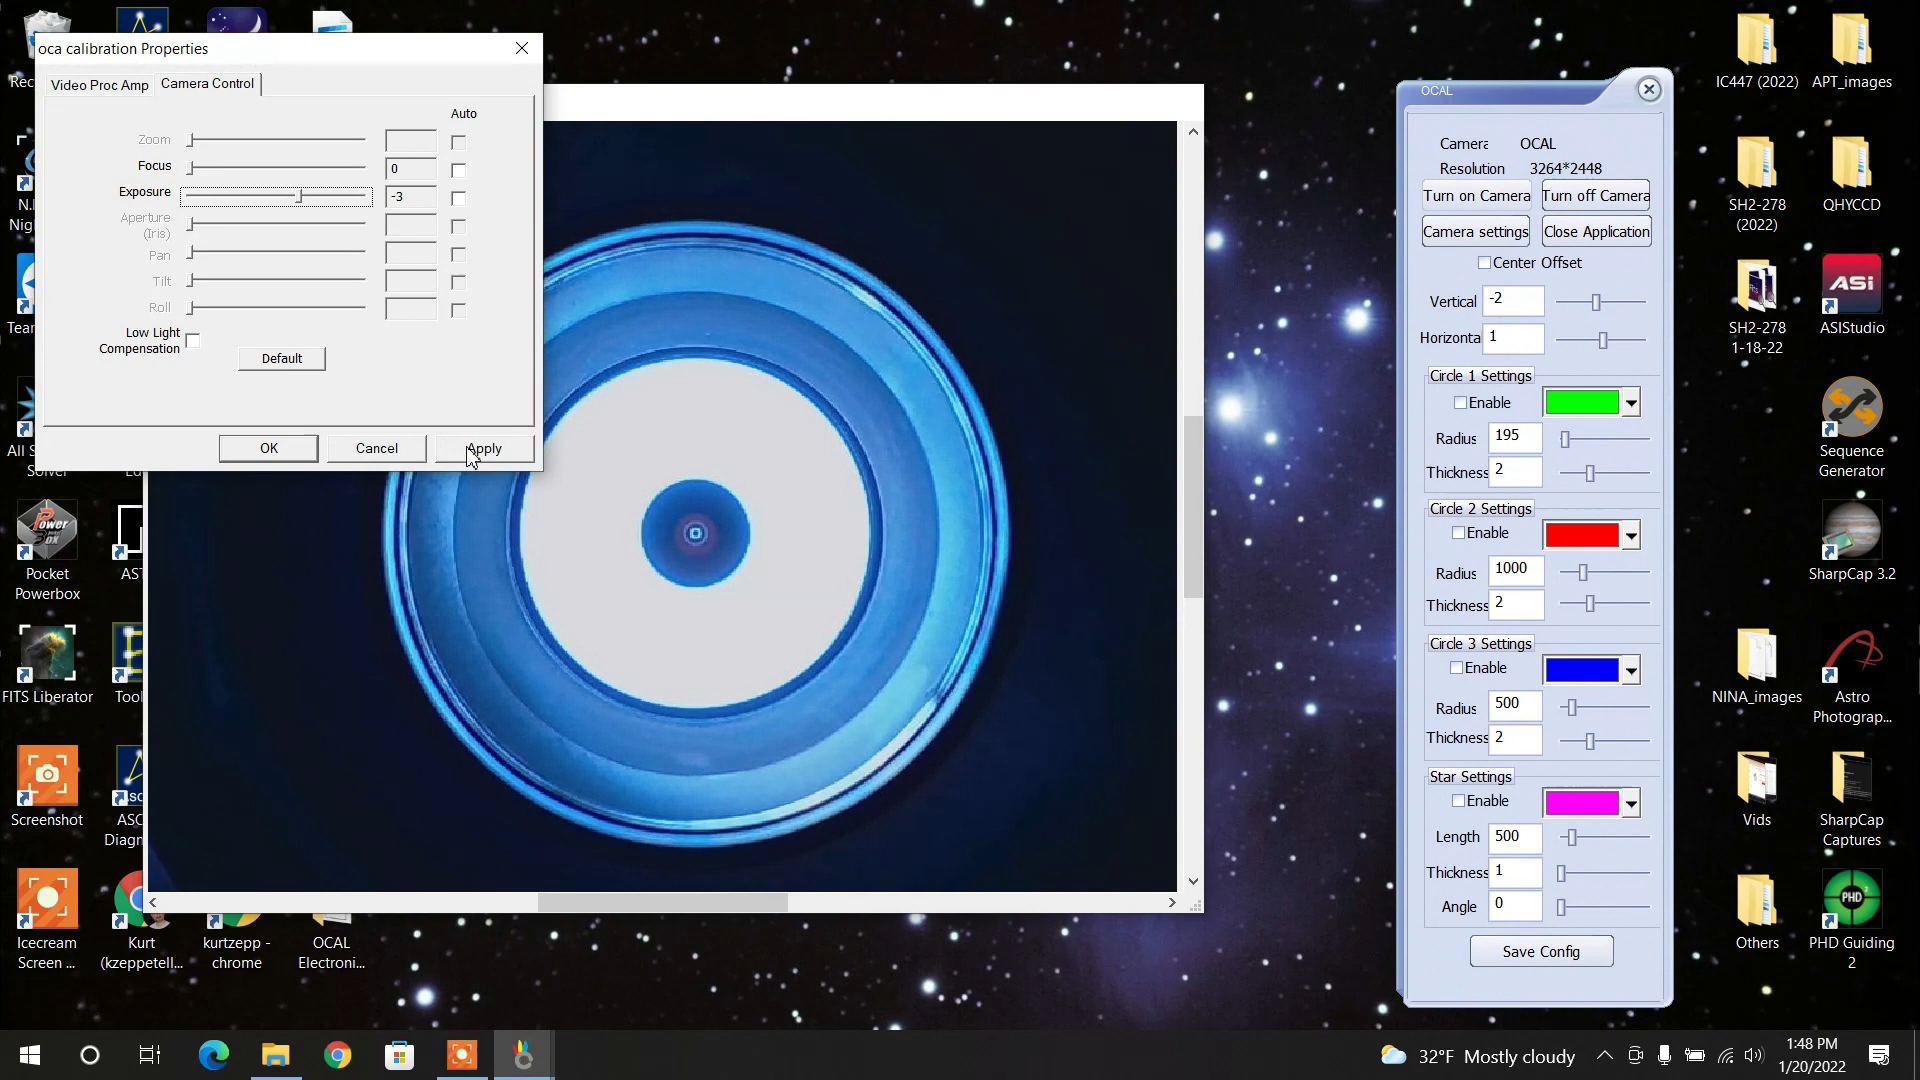 oca calibration Properties
Video Proc Amp
Camera Control
Auto
Zoom
Focus
0
Exposure
-3
Aperture
(Iris)
Pan
Tilt
Roll
Low Light
Compensation
Default
OK
Cancel
Apply
OCAL
Camera
OCAL
Resolution
3264*2448
Turn on Camera
Turn off Camera
Camera settings
Close Application
Center Offset
Vertical
-2
Horizonta
1
Circle 1 Settings
Enable
Radius
195
Thickness
2
Circle 2 Settings
Enable
Radius
1000
Thickness
2
Circle 3 Settings
Enable
Radius
500
Thickness
2
Star Settings
Enable
Length
500
Thickness
1
Angle
0
Save Config
Pocket
Powerbox
FITS Liberator
Screenshot
Icecream
Screen ...
Kurt
(kzeppetell...
kurtzepp -
chrome
OCAL
Electroni...
IC447 (2022)
APT_images
SH2-278
(2022)
QHYCCD
SH2-278
1-18-22
ASi
ASIStudio
Sequence
Generator
SharpCap 3.2
NINA_images
Astro
Photograp...
Vids
SharpCap
Captures
Others
PHD
PHD Guiding
2
32°F Mostly cloudy
1:48 PM
1/20/2022